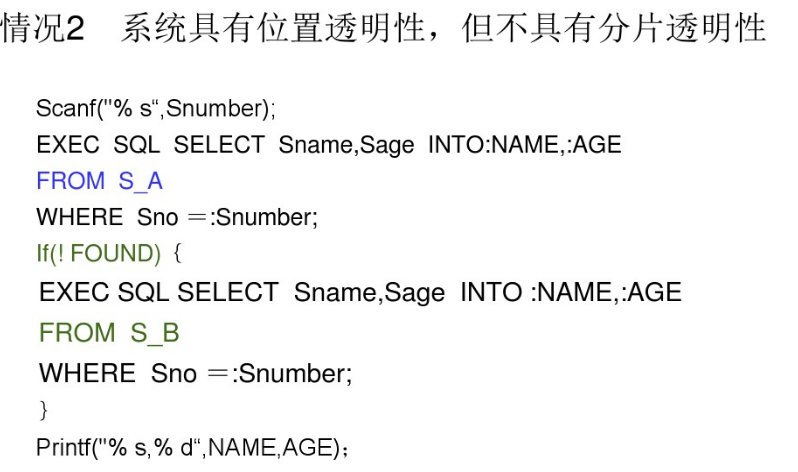 情况2 系统具有位置透明性，但不具有分片透明性
Scanf("% s“,Snumber);
EXEC SQL SELECT Sname,Sage INTO:NAME,:AGE
FROM S_A
WHERE Sno ＝:Snumber;
If(! FOUND) {
EXEC SQL SELECT Sname,Sage INTO :NAME,:AGE
FROM S_B
WHERE Sno ＝:Snumber;
}
Printf("% s,% d“,NAME,AGE)；